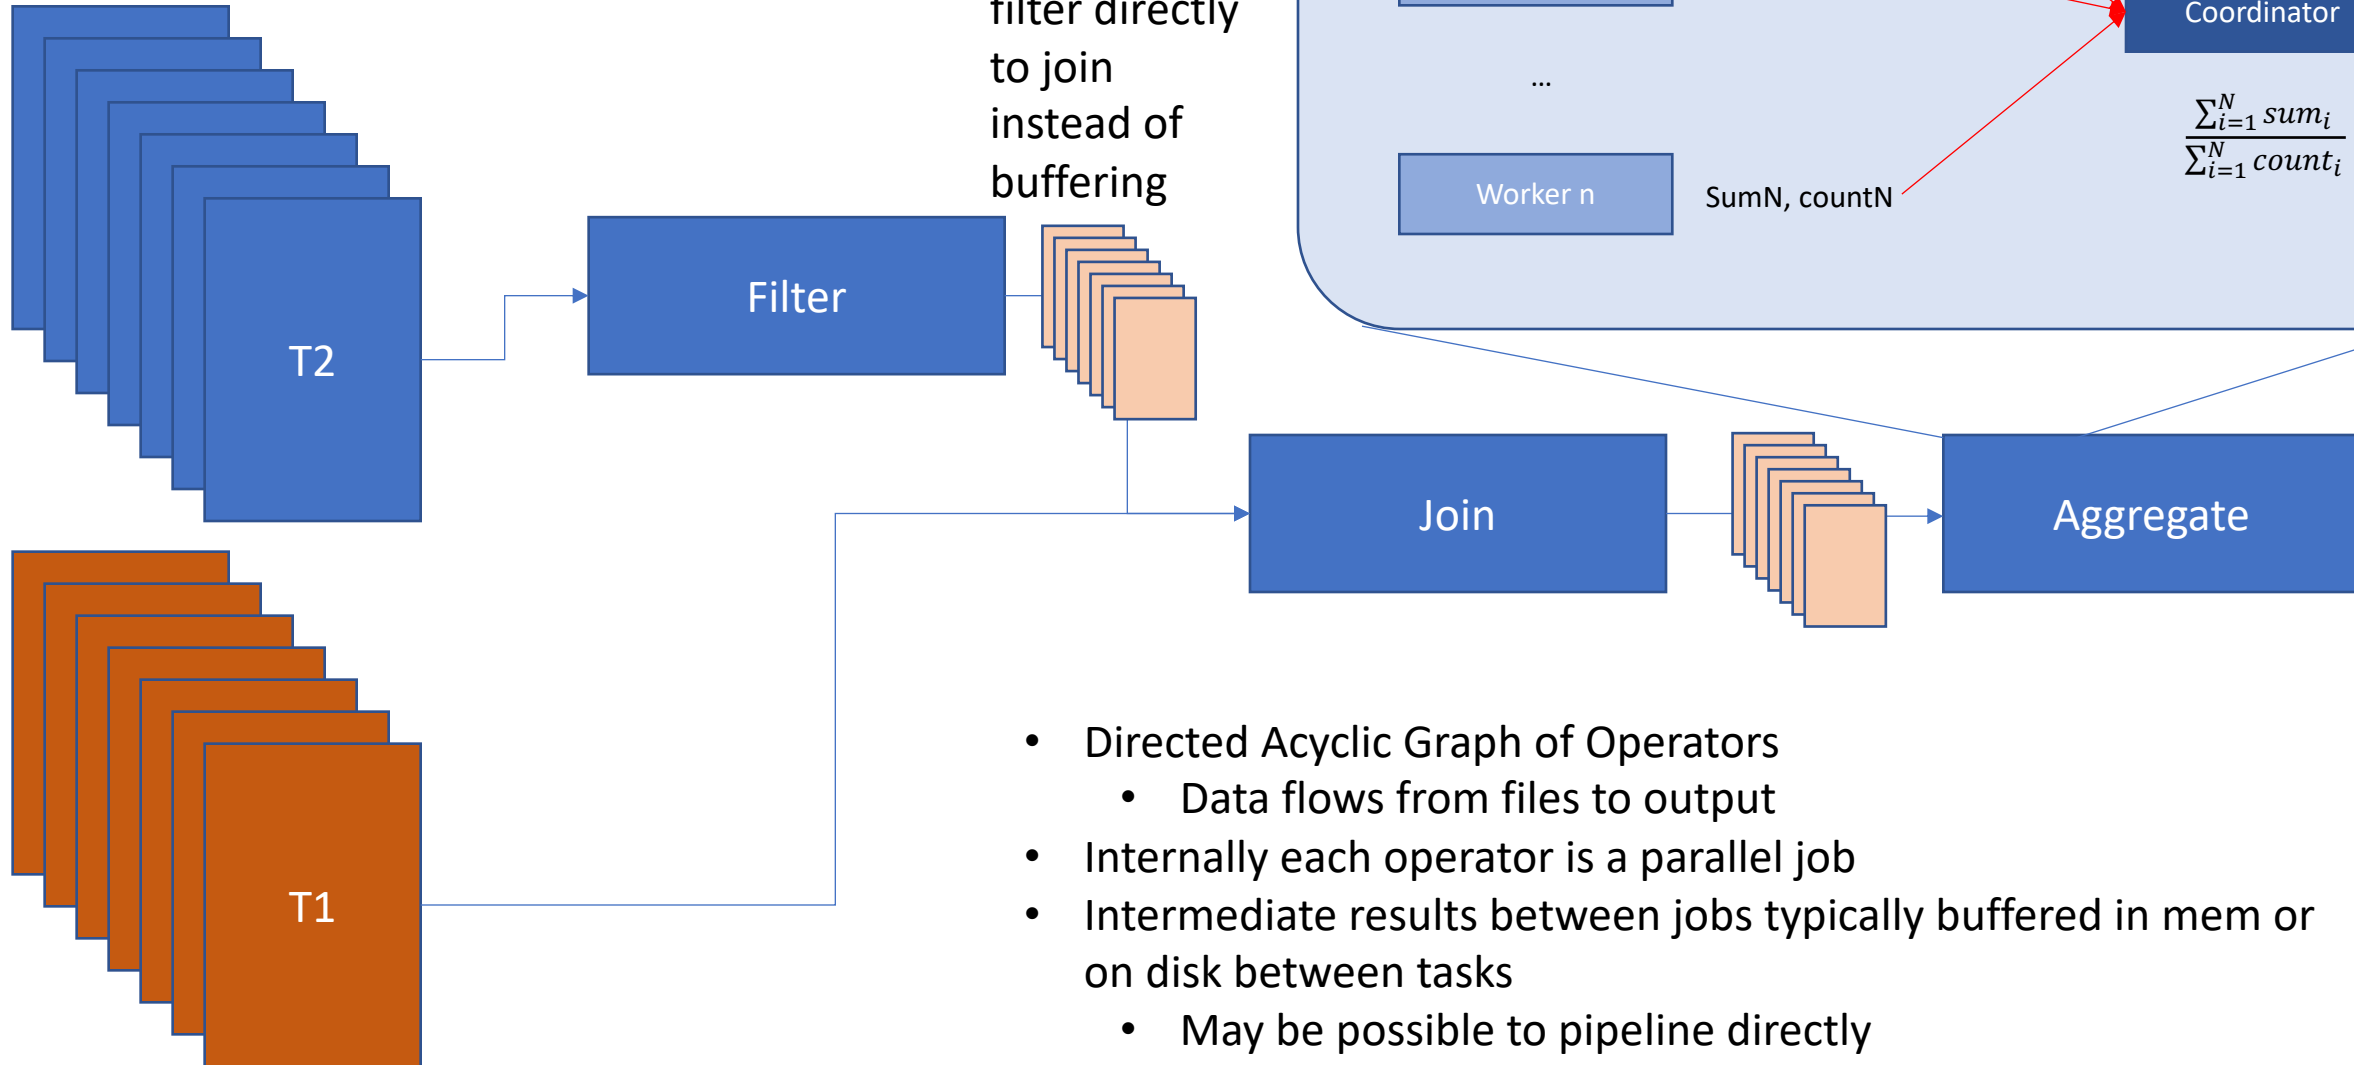 filter directly
to join
instead of
buffering
Coordinator
...
∑_{i=1}^{N} sum_i
∑_{i=1}^{N} count_i
Worker n
SumN, countN
Filter
T2
Join
Aggregate
T1
• Directed Acyclic Graph of Operators
• Data flows from files to output
• Internally each operator is a parallel job
• Intermediate results between jobs typically buffered in mem or
on disk between tasks
• May be possible to pipeline directly